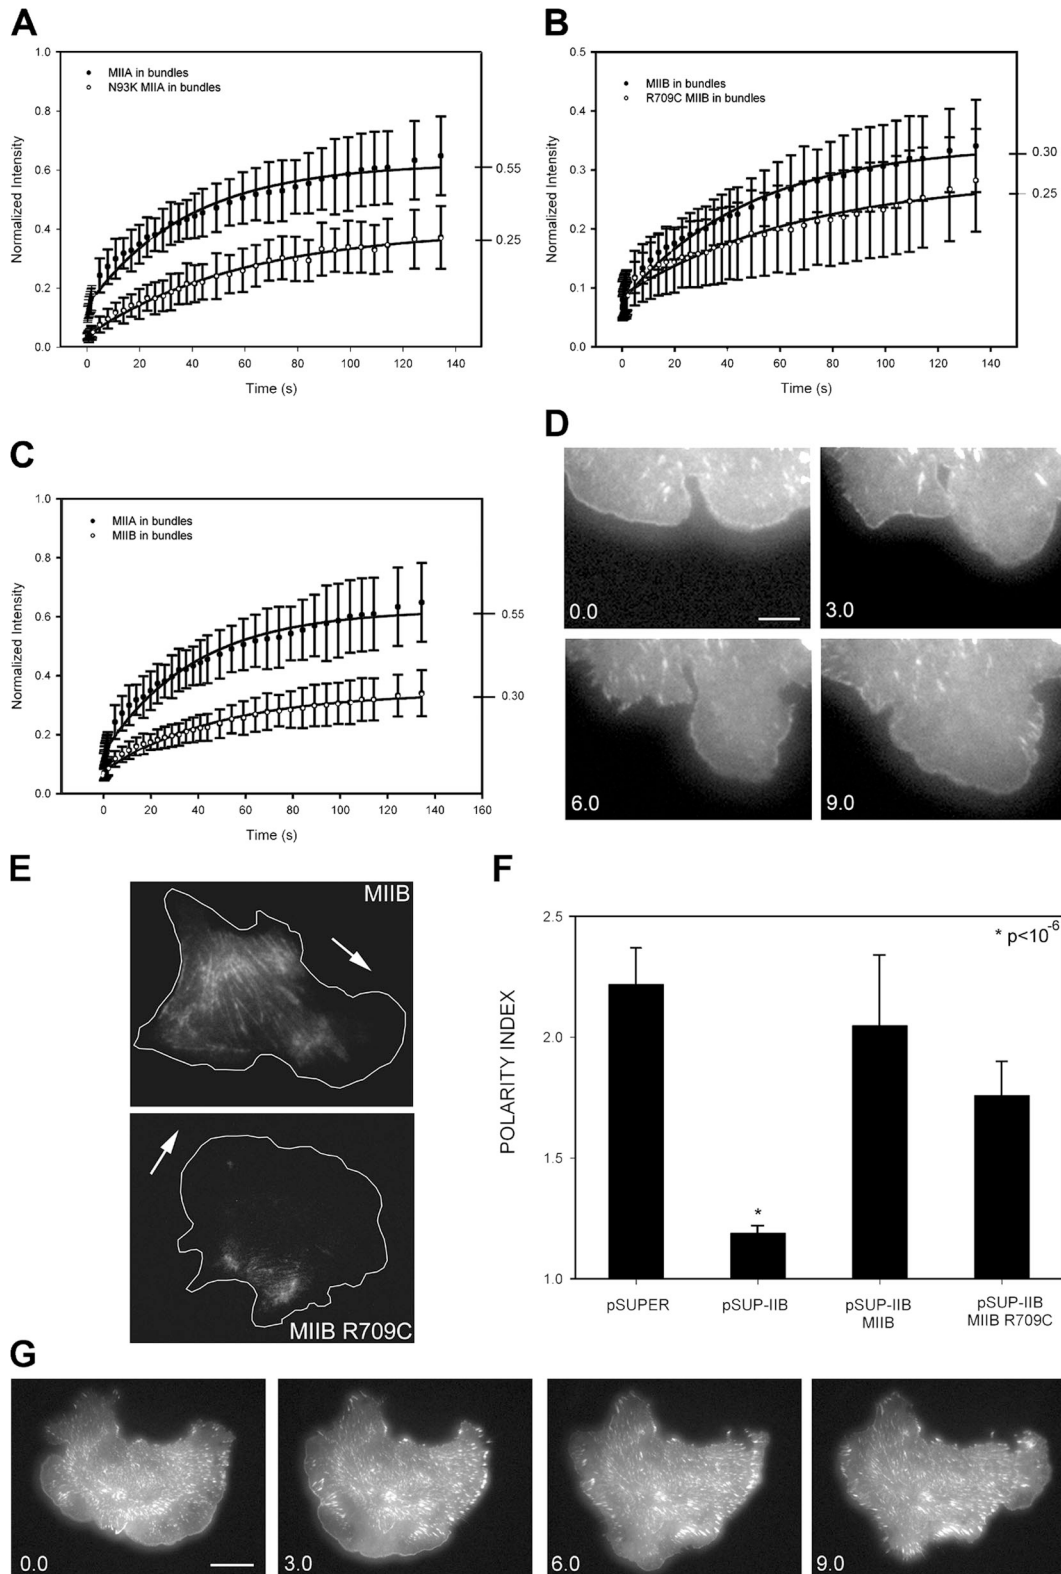 A
1.0
0.8
0.6
0.4
0.2
0.0
Normalized Intensity
MIIA in bundles
N93K MIIA in bundles
0.55
0.25
0 20 40 60 80 100 120 140
Time (s)
B
0.5
0.4
0.3
0.2
0.1
0.0
Normalized Intensity
MIIB in bundles
R709C MIIB in bundles
0.30
0.25
0 20 40 60 80 100 120 140
Time (s)
C
1.0
0.8
0.6
0.4
0.2
0.0
Normalized Intensity
MIIA in bundles
MIIB in bundles
0.55
0.30
0 20 40 60 80 100 120 140 160
Time (s)
D
0.0
3.0
6.0
9.0
E
MIIB
MIIB R709C
F
2.5
2.0
1.5
1.0
POLARITY INDEX
* p<10-6
*
pSUPER
pSUP-IIB
pSUP-IIB
MIIB
pSUP-IIB
MIIB R709C
G
0.0
3.0
6.0
9.0